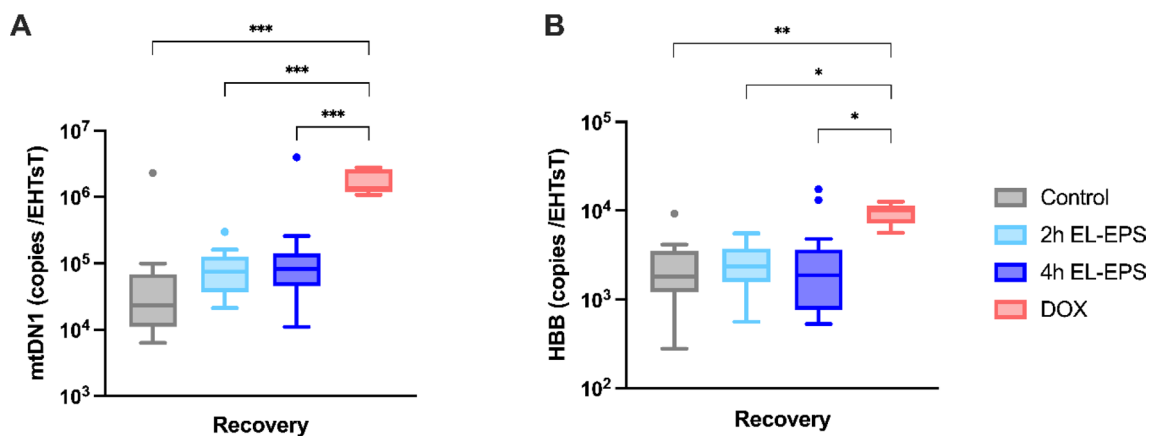 A
***
***
***
mtDN1 (copies /EHTsT)
10⁷
10⁶
10⁵
10⁴
10³
Recovery
B
**
*
*
HBB (copies /EHTsT)
10⁵
10⁴
10³
10²
Recovery
Control
2h EL-EPS
4h EL-EPS
DOX